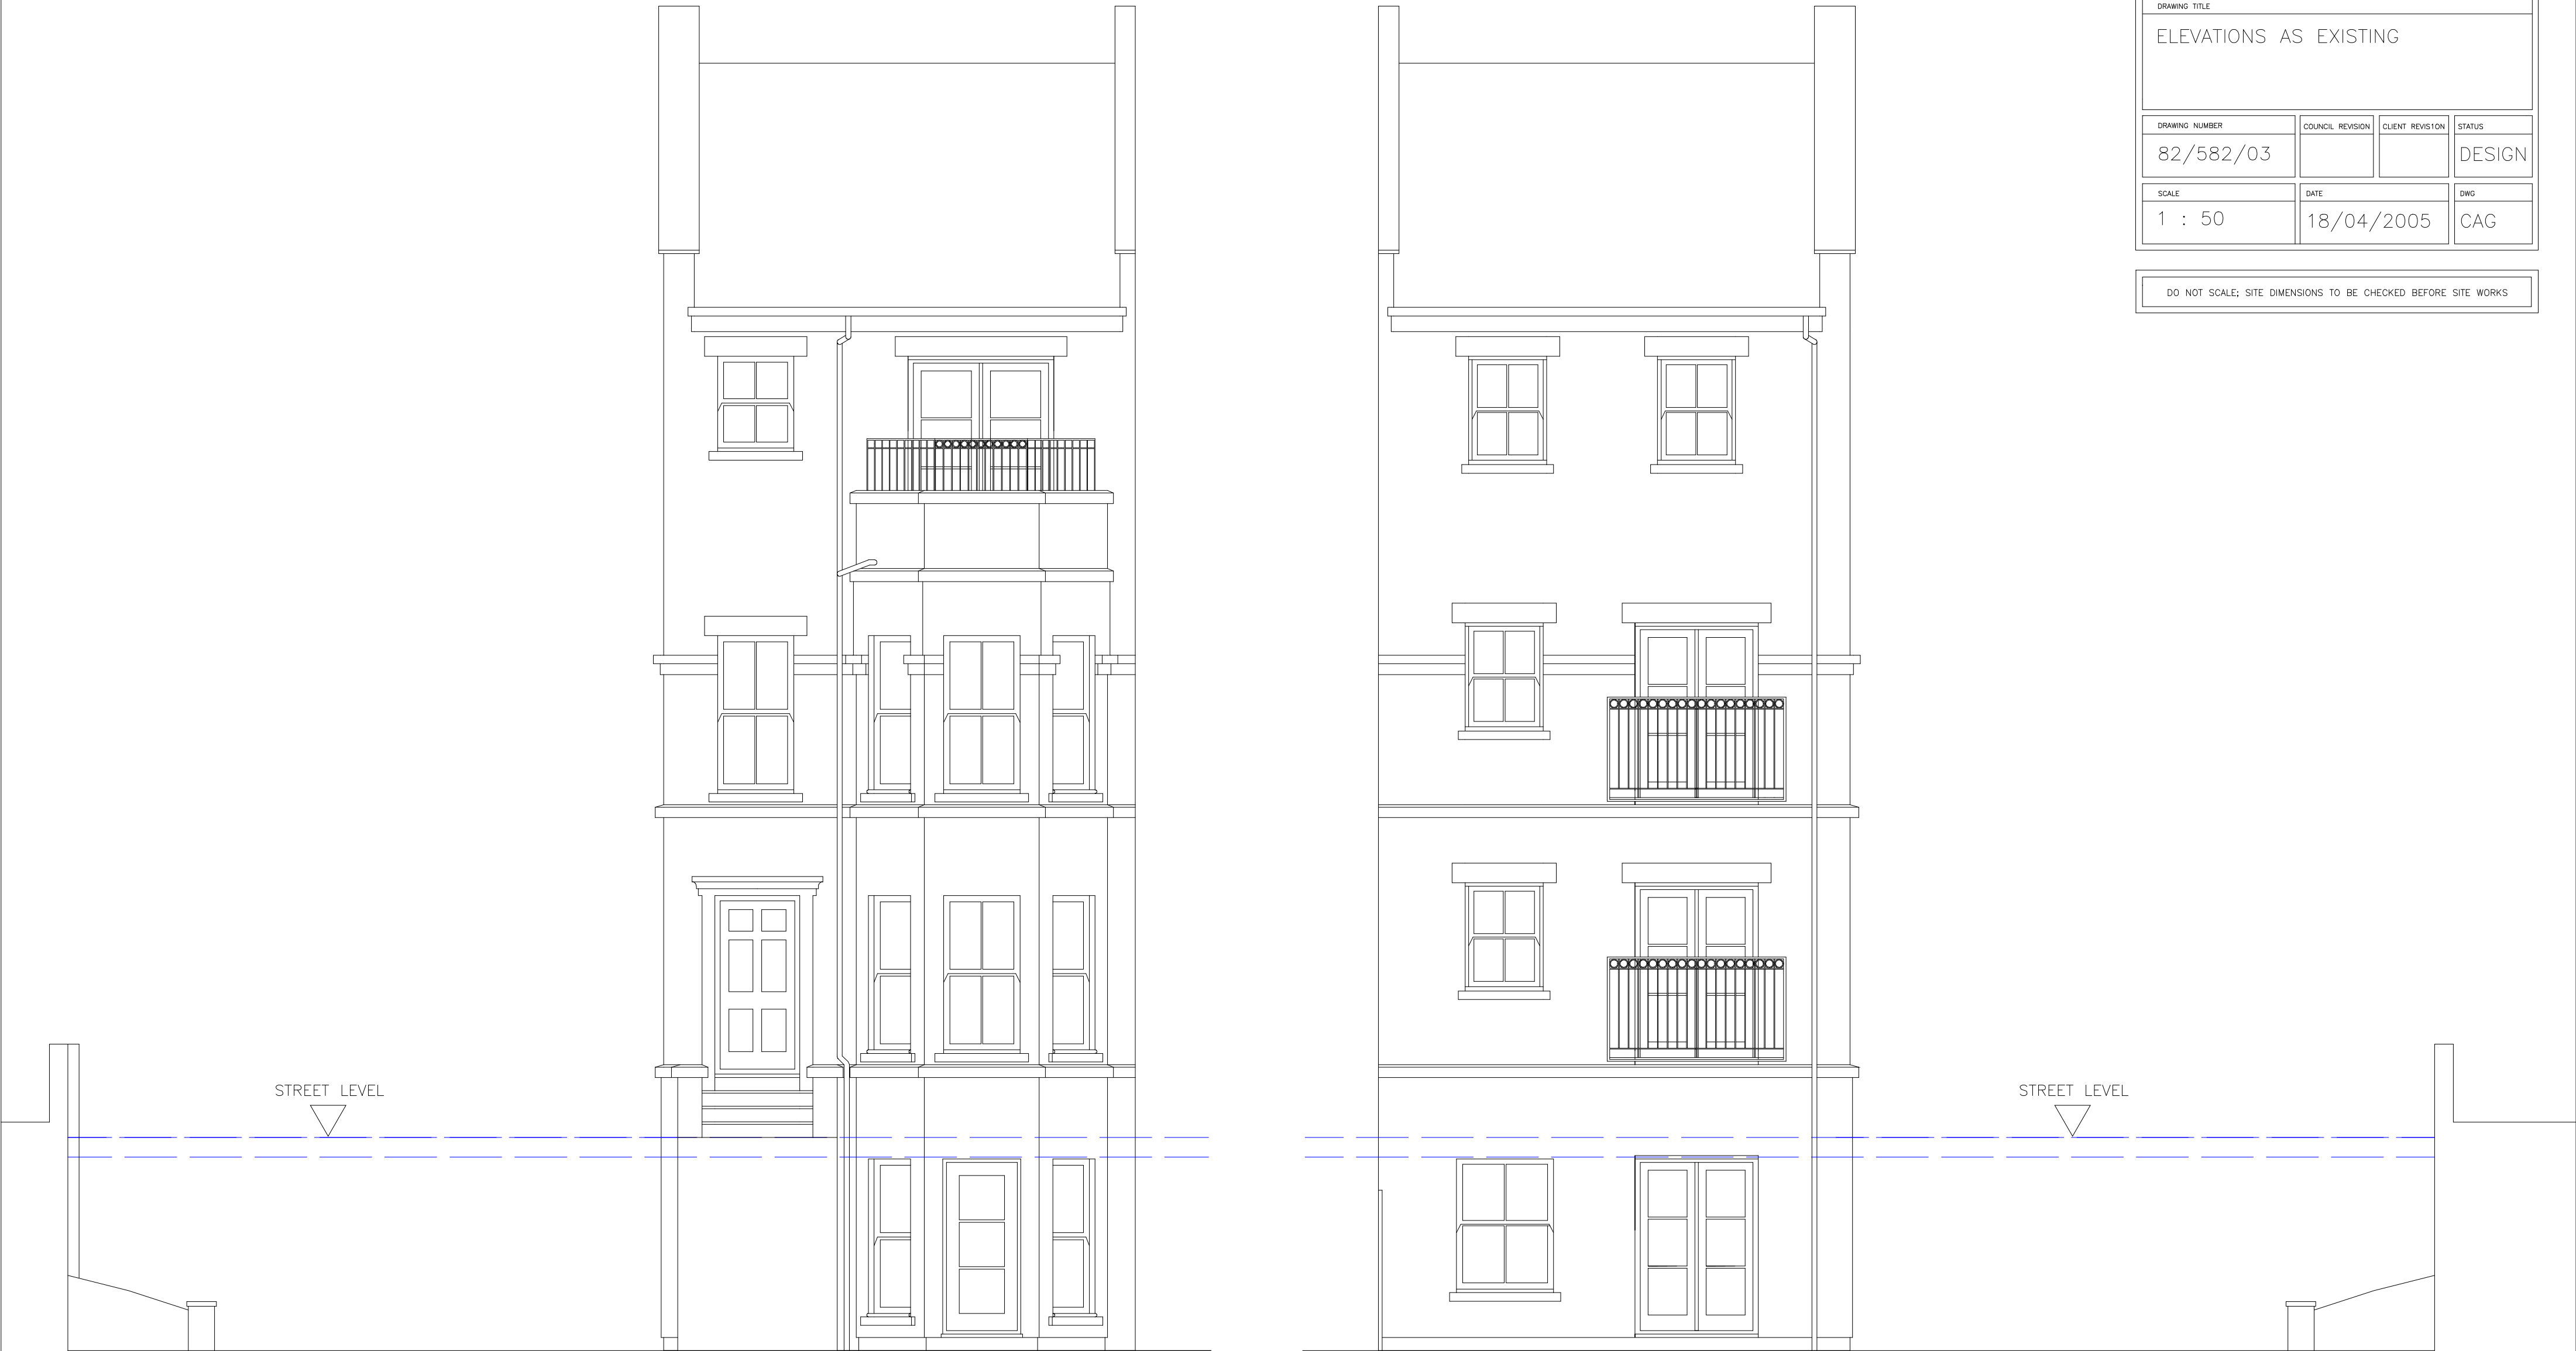 DRAWING TITLE
ELEVATIONS AS EXISTING
DRAWING NUMBER
COUNCIL REVISION
CLIENT REVIS1ON
STATUS
82/582/03
DESIGN
SCALE
DATE
DWG
1 : 50
18/04/2005
CAG
DO NOT SCALE; SITE DIMENSIONS TO BE CHECKED BEFORE SITE WORKS
STREET LEVEL
STREET LEVEL